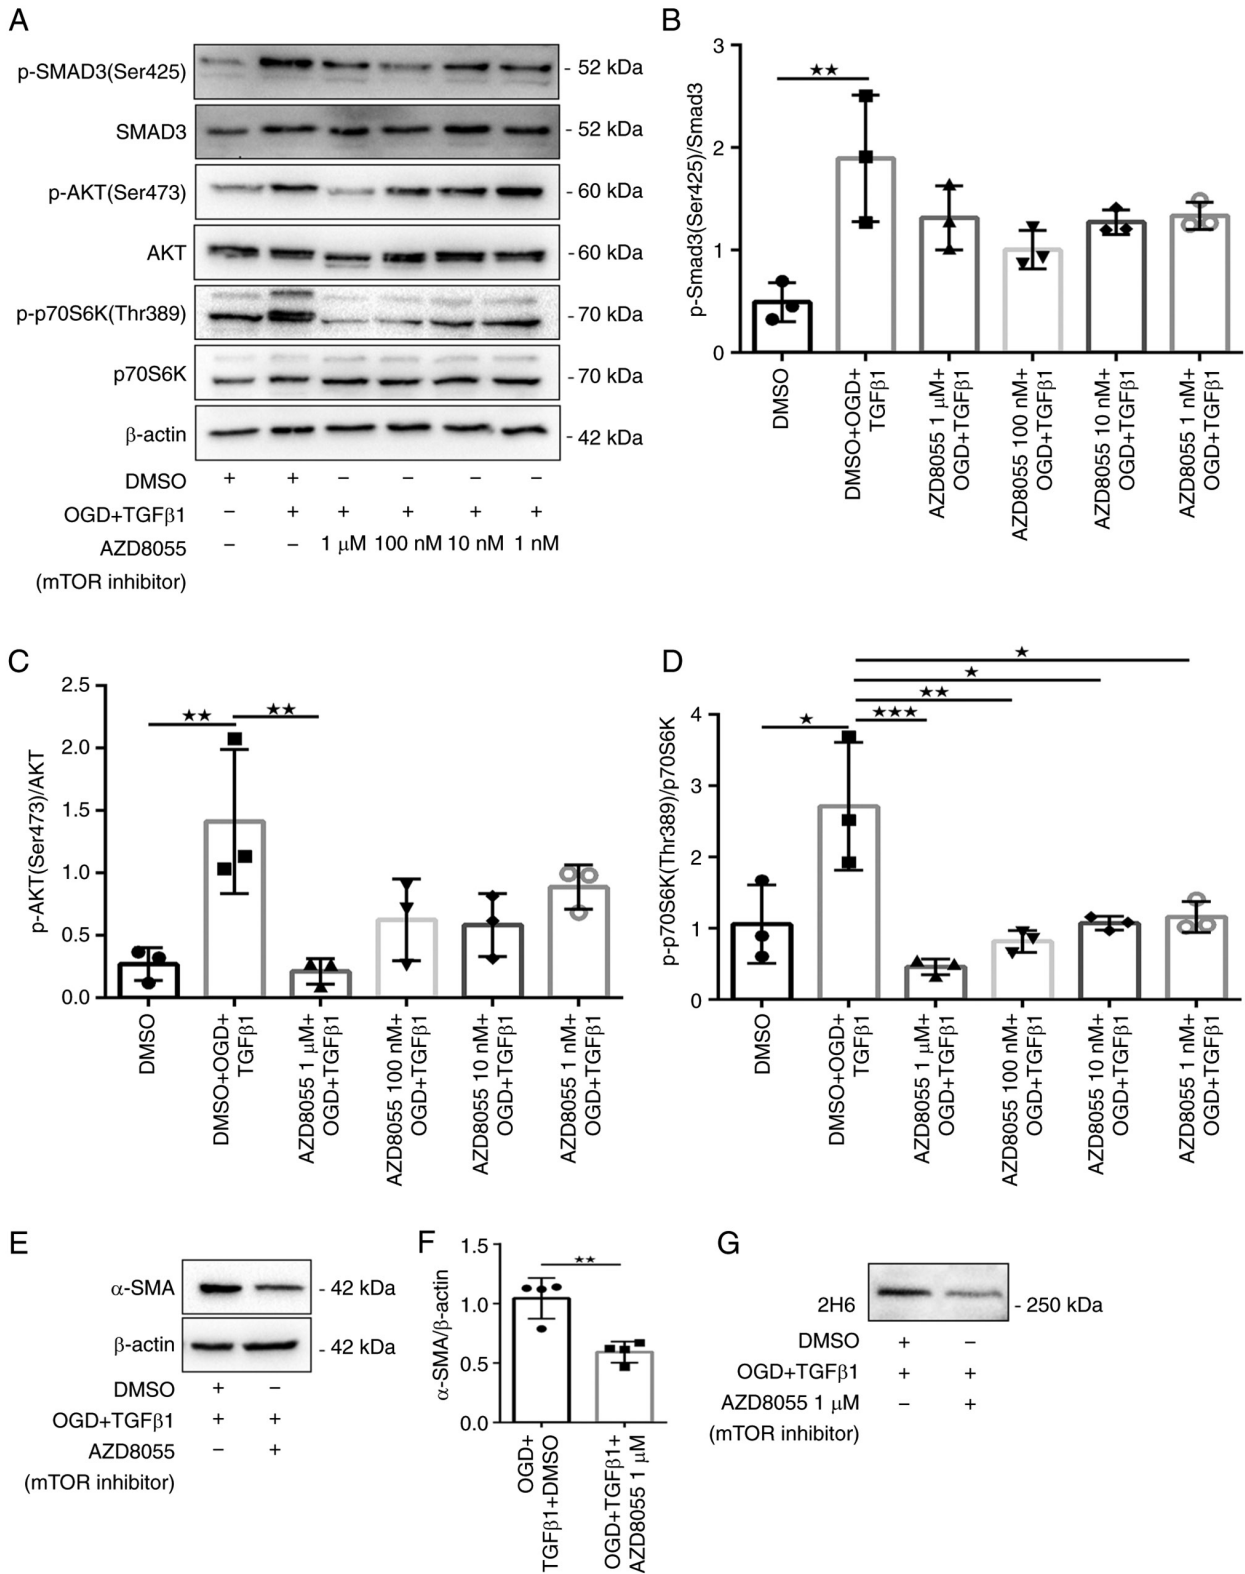 A
p-SMAD3(Ser425)
- 52 kDa
SMAD3
- 52 kDa
p-AKT(Ser473)
- 60 kDa
AKT
- 60 kDa
p-p70S6K(Thr389)
- 70 kDa
p70S6K
- 70 kDa
β-actin
- 42 kDa
DMSO + + – – – –
OGD+TGFβ1 – + + + + +
AZD8055 – – 1 μM 100 nM 10 nM 1 nM
(mTOR inhibitor)
B
p-Smad3(Ser425)/Smad3
3
2
1
0
★★
DMSO
DMSO+OGD+
TGFβ1
AZD8055 1 μM+
OGD+TGFβ1
AZD8055 100 nM+
OGD+TGFβ1
AZD8055 10 nM+
OGD+TGFβ1
AZD8055 1 nM+
OGD+TGFβ1
C
p-AKT(Ser473)/AKT
2.5
2.0
1.5
1.0
0.5
0.0
★★
★★
DMSO
DMSO+OGD+
TGFβ1
AZD8055 1 μM+
OGD+TGFβ1
AZD8055 100 nM+
OGD+TGFβ1
AZD8055 10 nM+
OGD+TGFβ1
AZD8055 1 nM+
OGD+TGFβ1
D
p-p70S6K(Thr389)/p70S6K
4
3
2
1
0
★
★
★★
★★★
★
DMSO
DMSO+OGD+
TGFβ1
AZD8055 1 μM+
OGD+TGFβ1
AZD8055 100 nM+
OGD+TGFβ1
AZD8055 10 nM+
OGD+TGFβ1
AZD8055 1 nM+
OGD+TGFβ1
E
α-SMA
- 42 kDa
β-actin
- 42 kDa
DMSO + –
OGD+TGFβ1 + +
AZD8055 – +
(mTOR inhibitor)
F
α-SMA/β-actin
1.5
1.0
0.5
0.0
★★
OGD+
TGFβ1+DMSO
OGD+TGFβ1+
AZD8055 1 μM
G
2H6
- 250 kDa
DMSO + –
OGD+TGFβ1 + +
AZD8055 1 μM – +
(mTOR inhibitor)